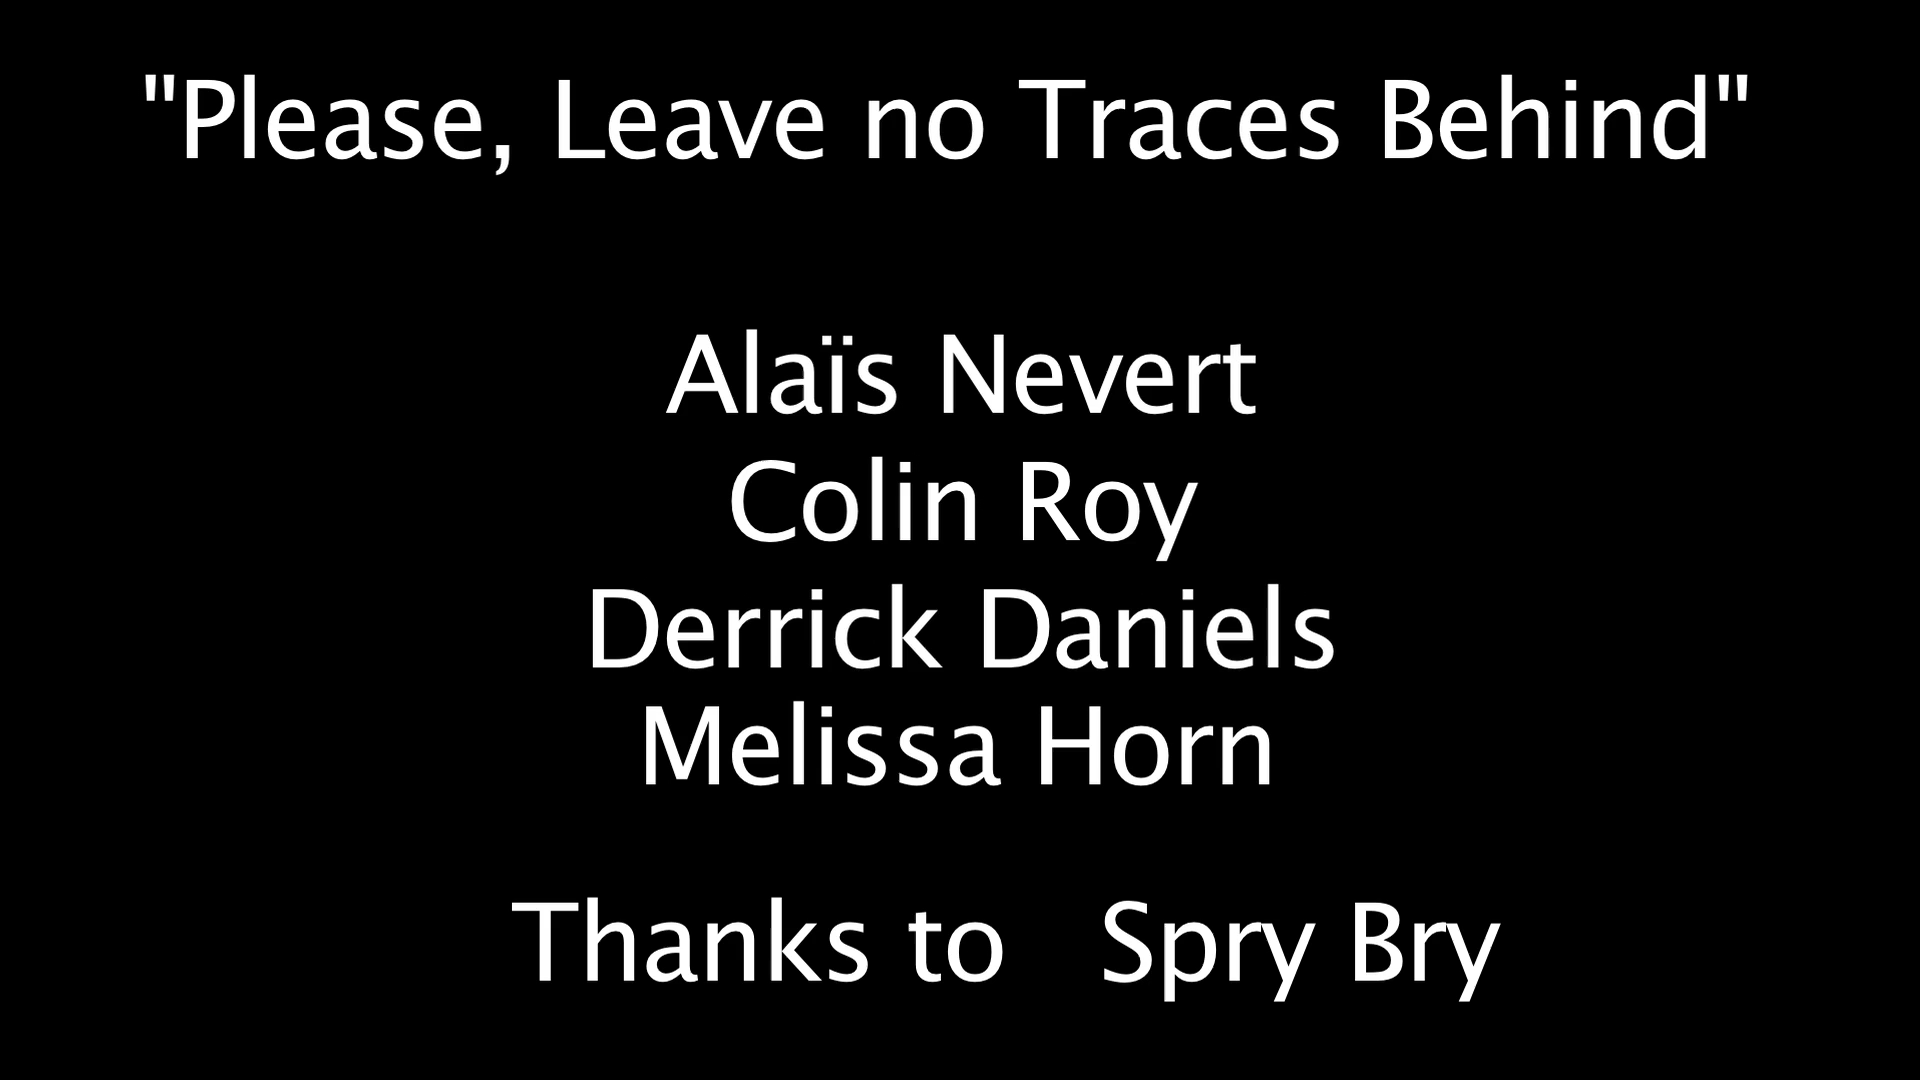 "Please, Leave no Traces Behind"
Alaïs Nevert
Colin Roy
Derrick Daniels
Melissa Horn
Thanks to Spry Bry